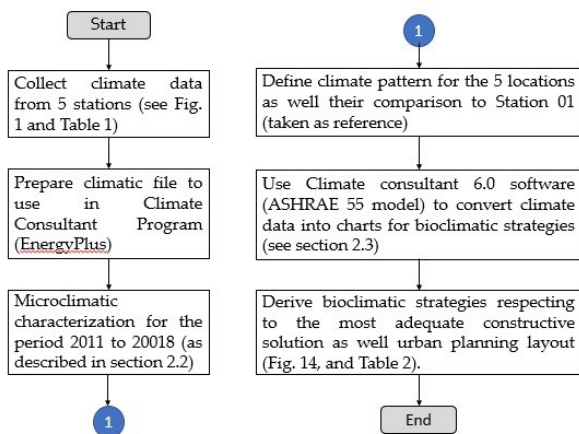 Start
Collect climate data
from 5 stations (see Fig.
1 and Table 1)
Prepare climatic file to
use in Climate
Consultant Program
(EnergyPlus)
Microclimatic
characterization for the
period 2011 to 20018 (as
described in section 2.2)
1
1
Define climate pattern for the 5 locations
as well their comparison to Station 01
(taken as reference)
Use Climate consultant 6.0 software
(ASHRAE 55 model) to convert climate
data into charts for bioclimatic strategies
(see section 2.3)
Derive bioclimatic strategies respecting
to the most adequate constructive
solution as well urban planning layout
(Fig. 14, and Table 2).
End